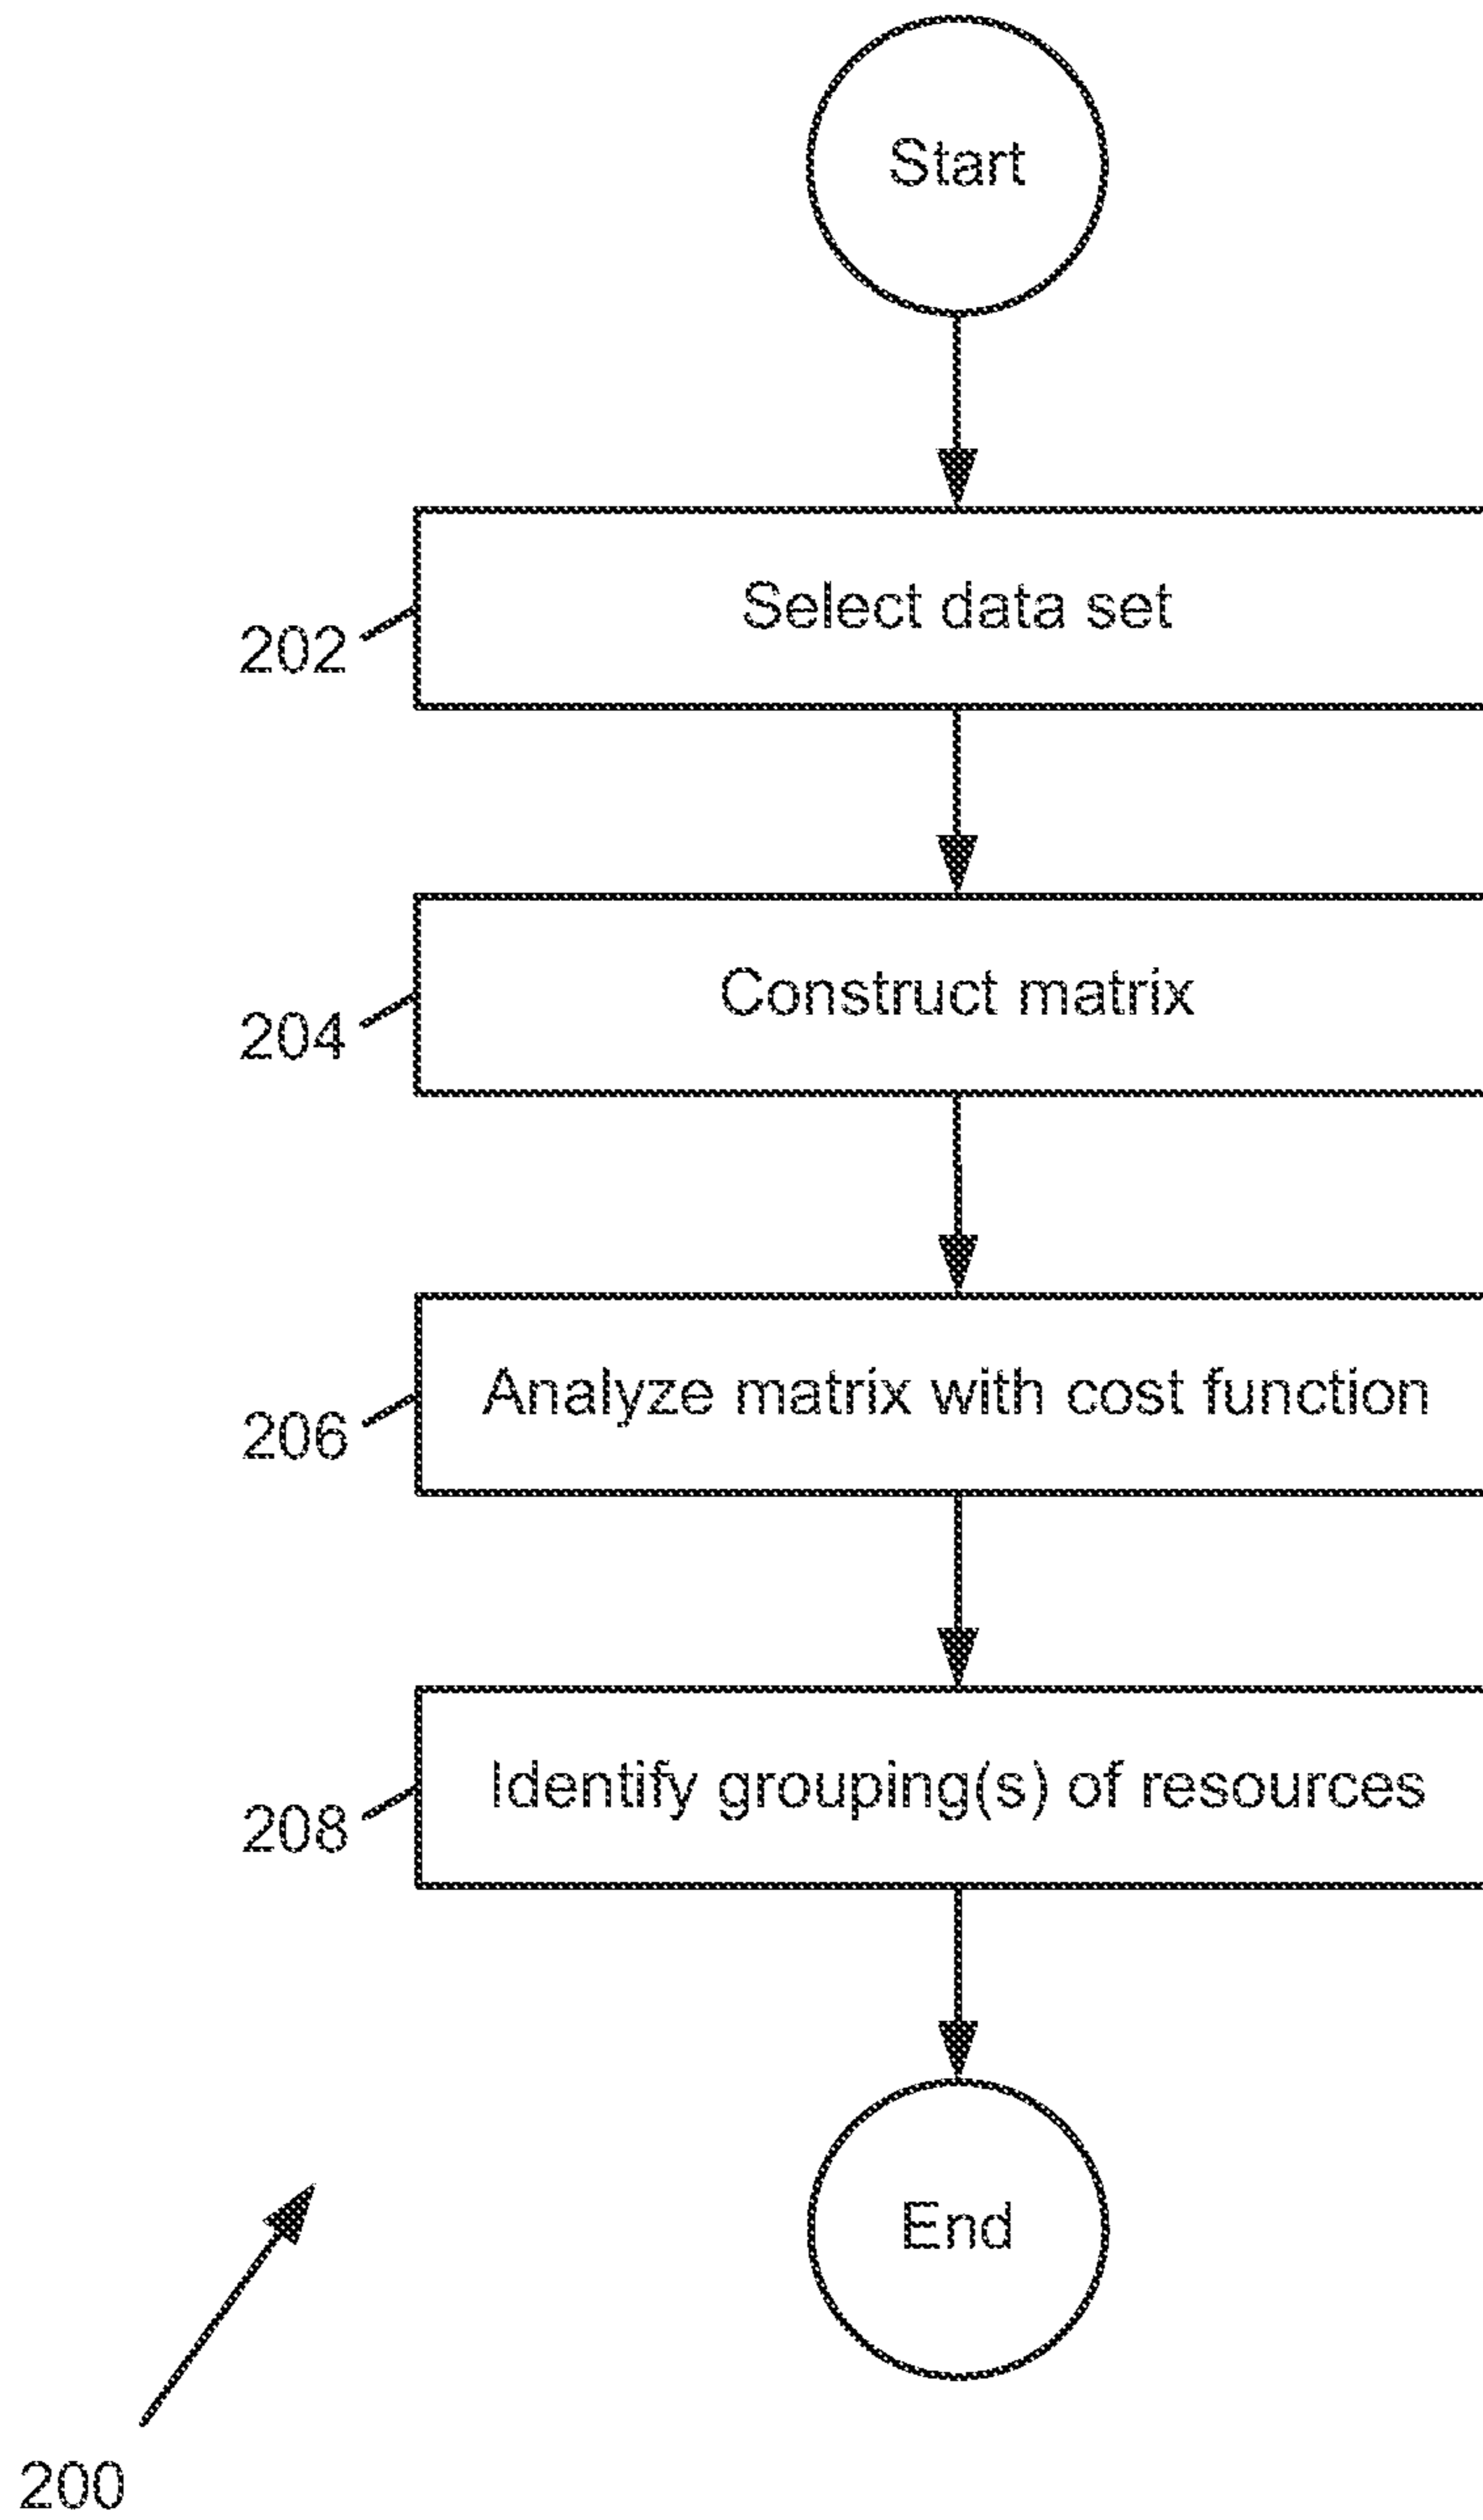 Start
Select data set
202
Construct matrix
204
Analyze matrix with cost function
206
Identify grouping(s) of resources
208
End
200